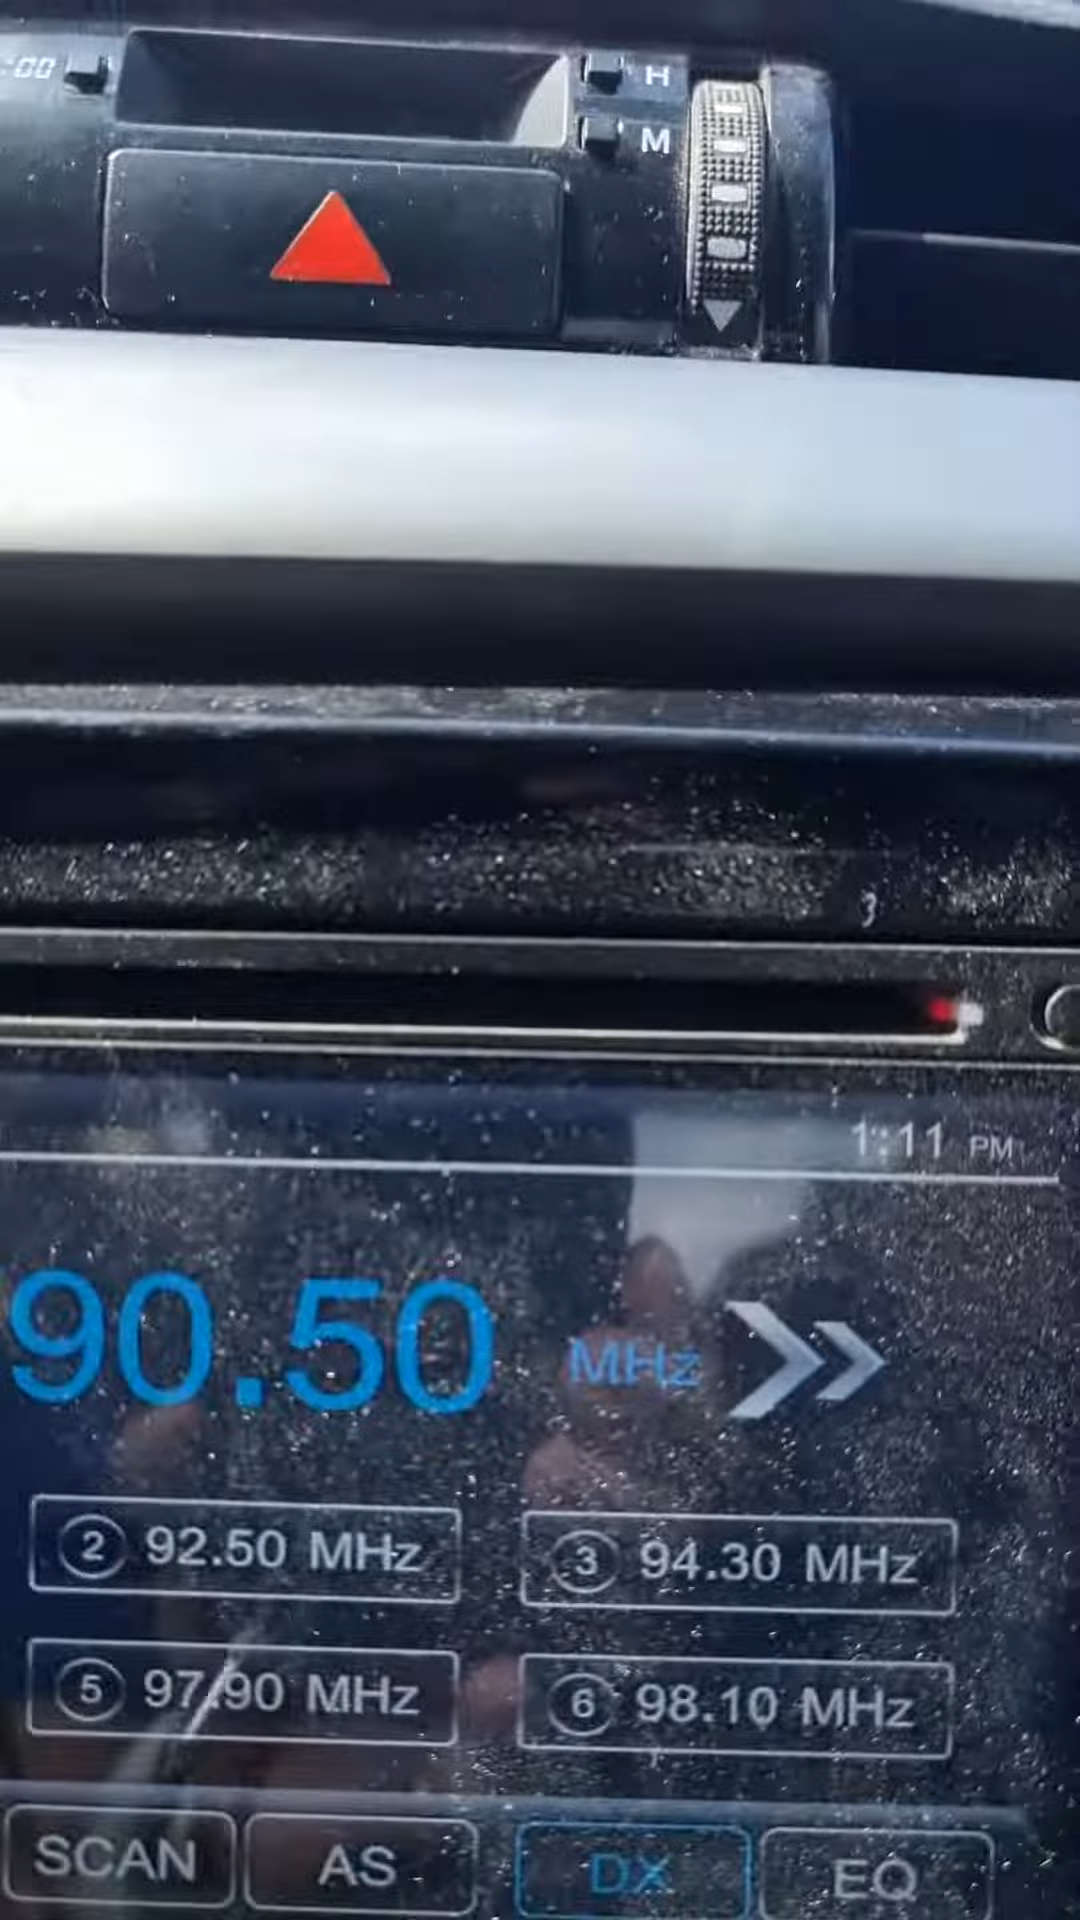 :00
H
M
1:11 PM
90.50 MHz
2 92.50 MHz
3 94.30 MHz
5 97.90 MHz
6 98.10 MHz
SCAN
AS
DX
EQ